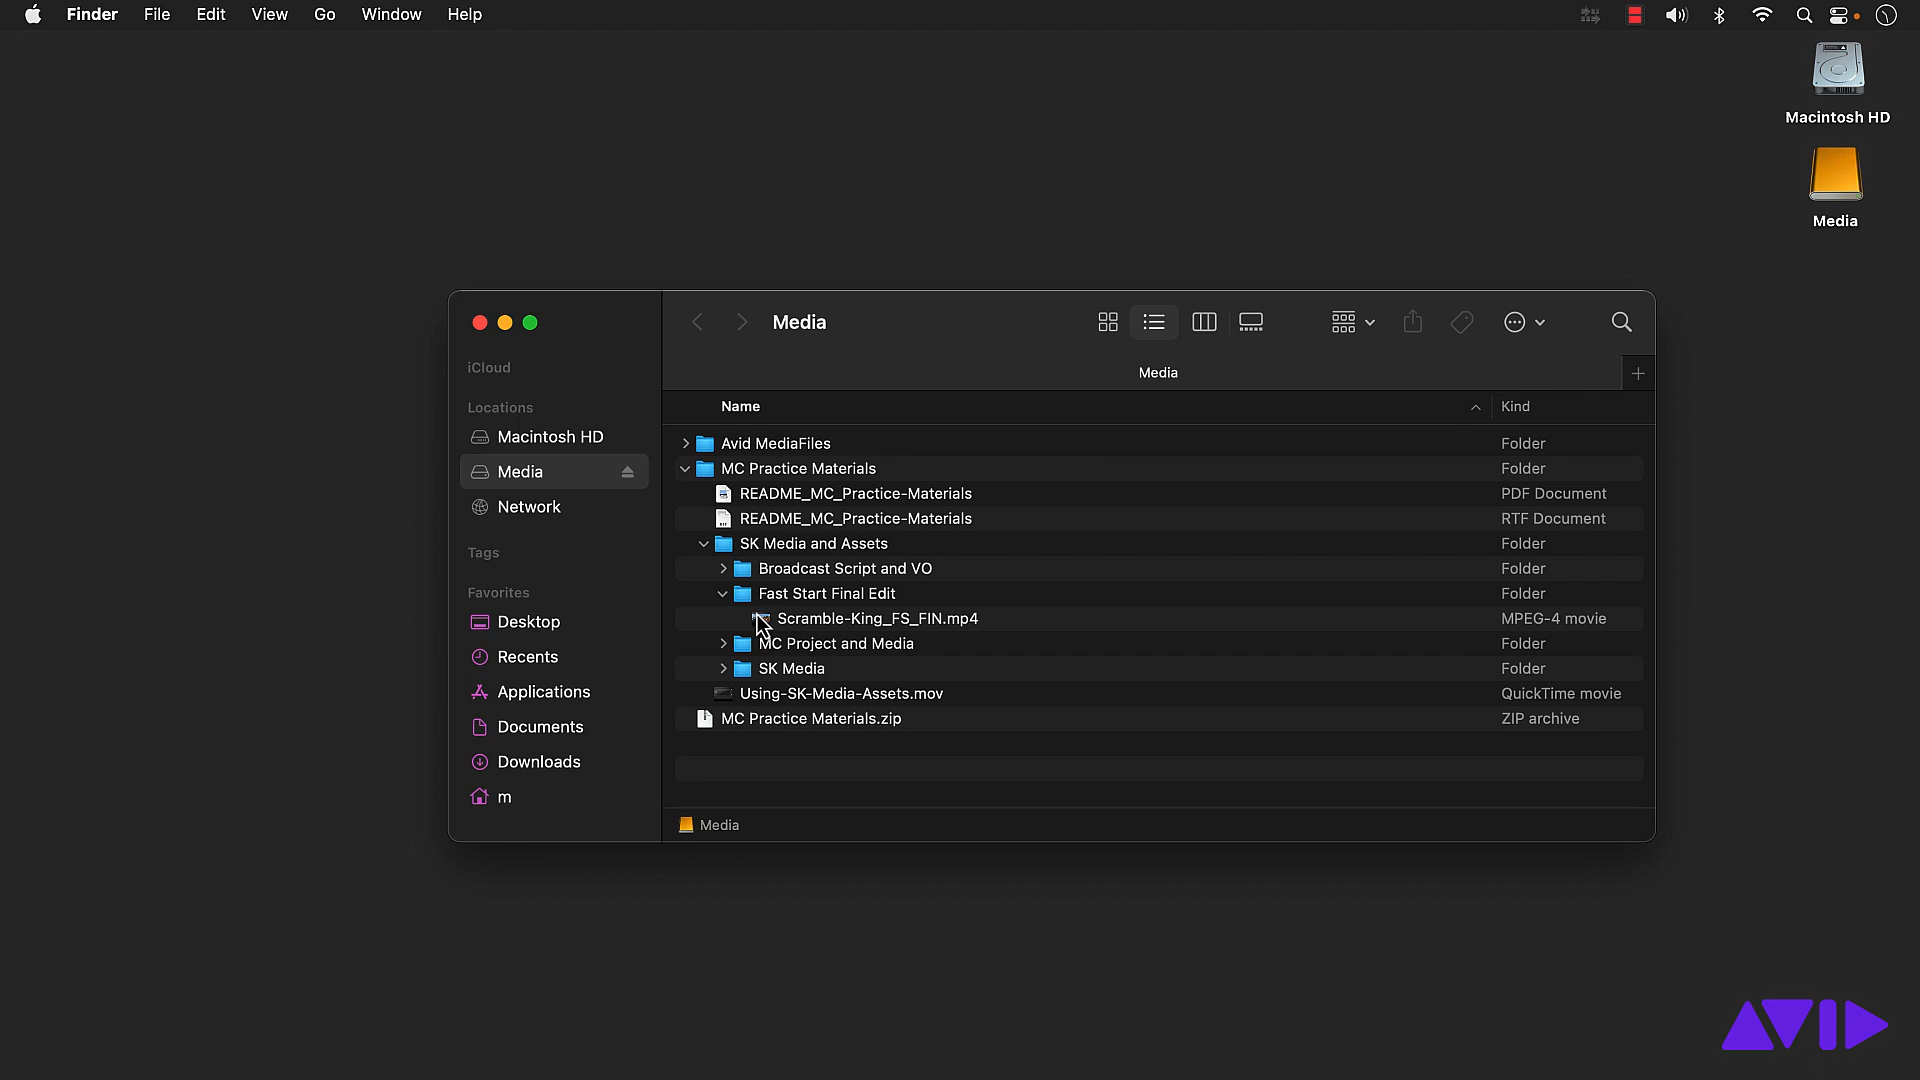 Finder File Edit View Go Window Help
Macintosh HD
Media
Media
Media
iCloud
Locations
Macintosh HD
Media
Network
Tags
Favorites
Desktop
Recents
Applications
Documents
Downloads
m
Name Kind
Avid MediaFiles Folder
MC Practice Materials Folder
README_MC_Practice-Materials PDF Document
README_MC_Practice-Materials RTF Document
SK Media and Assets Folder
Broadcast Script and VO Folder
Fast Start Final Edit Folder
Scramble-King_FS_FIN.mp4 MPEG-4 movie
MC Project and Media Folder
SK Media Folder
Using-SK-Media-Assets.mov QuickTime movie
MC Practice Materials.zip ZIP archive
Media
AVID